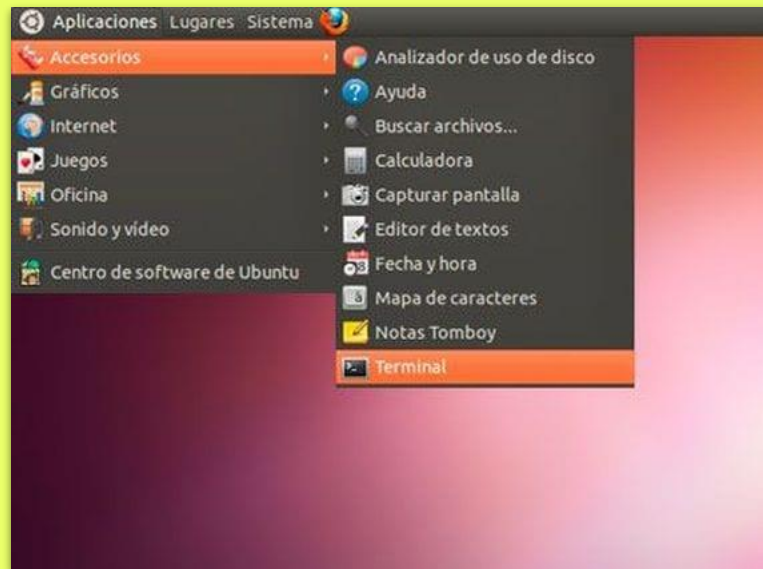 Aplicaciones Lugares Sistema
Accesorios
Gráficos
Internet
Juegos
Oficina
Sonido y vídeo
Centro de software de Ubuntu
Analizador de uso de disco
Ayuda
Buscar archivos...
Calculadora
Capturar pantalla
Editor de textos
Fecha y hora
Mapa de caracteres
Notas Tomboy
Terminal